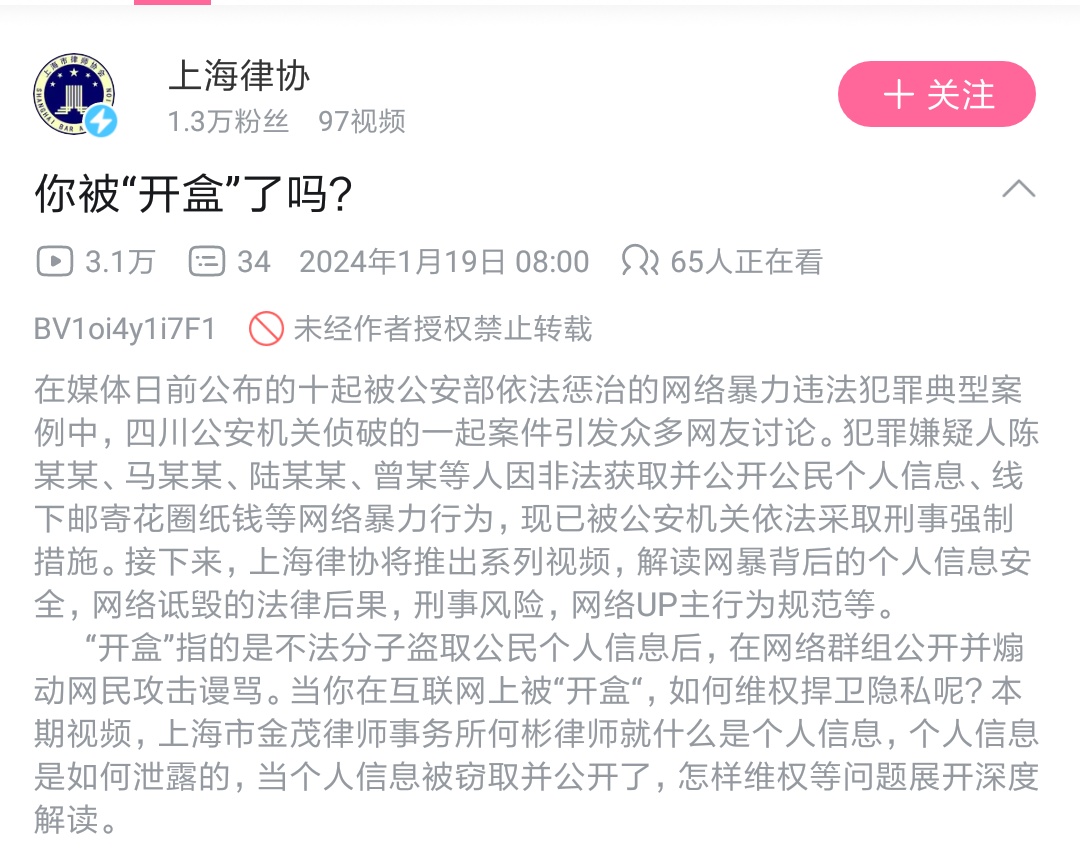 上海律协
1.3万粉丝 97视频
+ 关注
你被“开盒”了吗?
3.1万 34 2024年1月19日 08:00 65人正在看
BV1oi4y1i7F1 未经作者授权禁止转载
在媒体日前公布的十起被公安部依法惩治的网络暴力违法犯罪典型案
例中，四川公安机关侦破的一起案件引发众多网友讨论。犯罪嫌疑人陈
某某、马某某、陆某某、曾某等人因非法获取并公开公民个人信息、线
下邮寄花圈纸钱等网络暴力行为，现已被公安机关依法采取刑事强制
措施。接下来，上海律协将推出系列视频，解读网暴背后的个人信息安
全，网络诋毁的法律后果，刑事风险，网络UP主行为规范等。
“开盒”指的是不法分子盗取公民个人信息后，在网络群组公开并煽
动网民攻击谩骂。当你在互联网上被“开盒“，如何维权捍卫隐私呢？本
期视频，上海市金茂律师事务所何彬律师就什么是个人信息，个人信息
是如何泄露的，当个人信息被窃取并公开了，怎样维权等问题展开深度
解读。